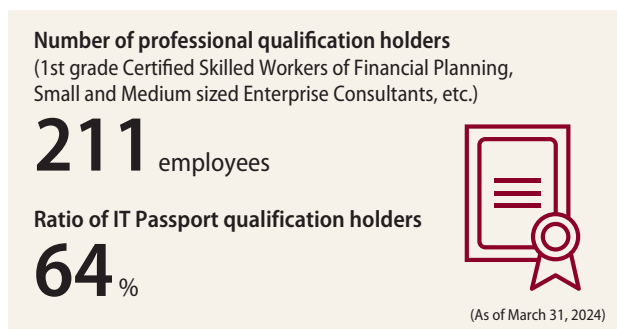 Number of professional qualification holders
(1st grade Certified Skilled Workers of Financial Planning,
Small and Medium sized Enterprise Consultants, etc.)
211 employees
Ratio of IT Passport qualification holders
64 %
(As of March 31, 2024)